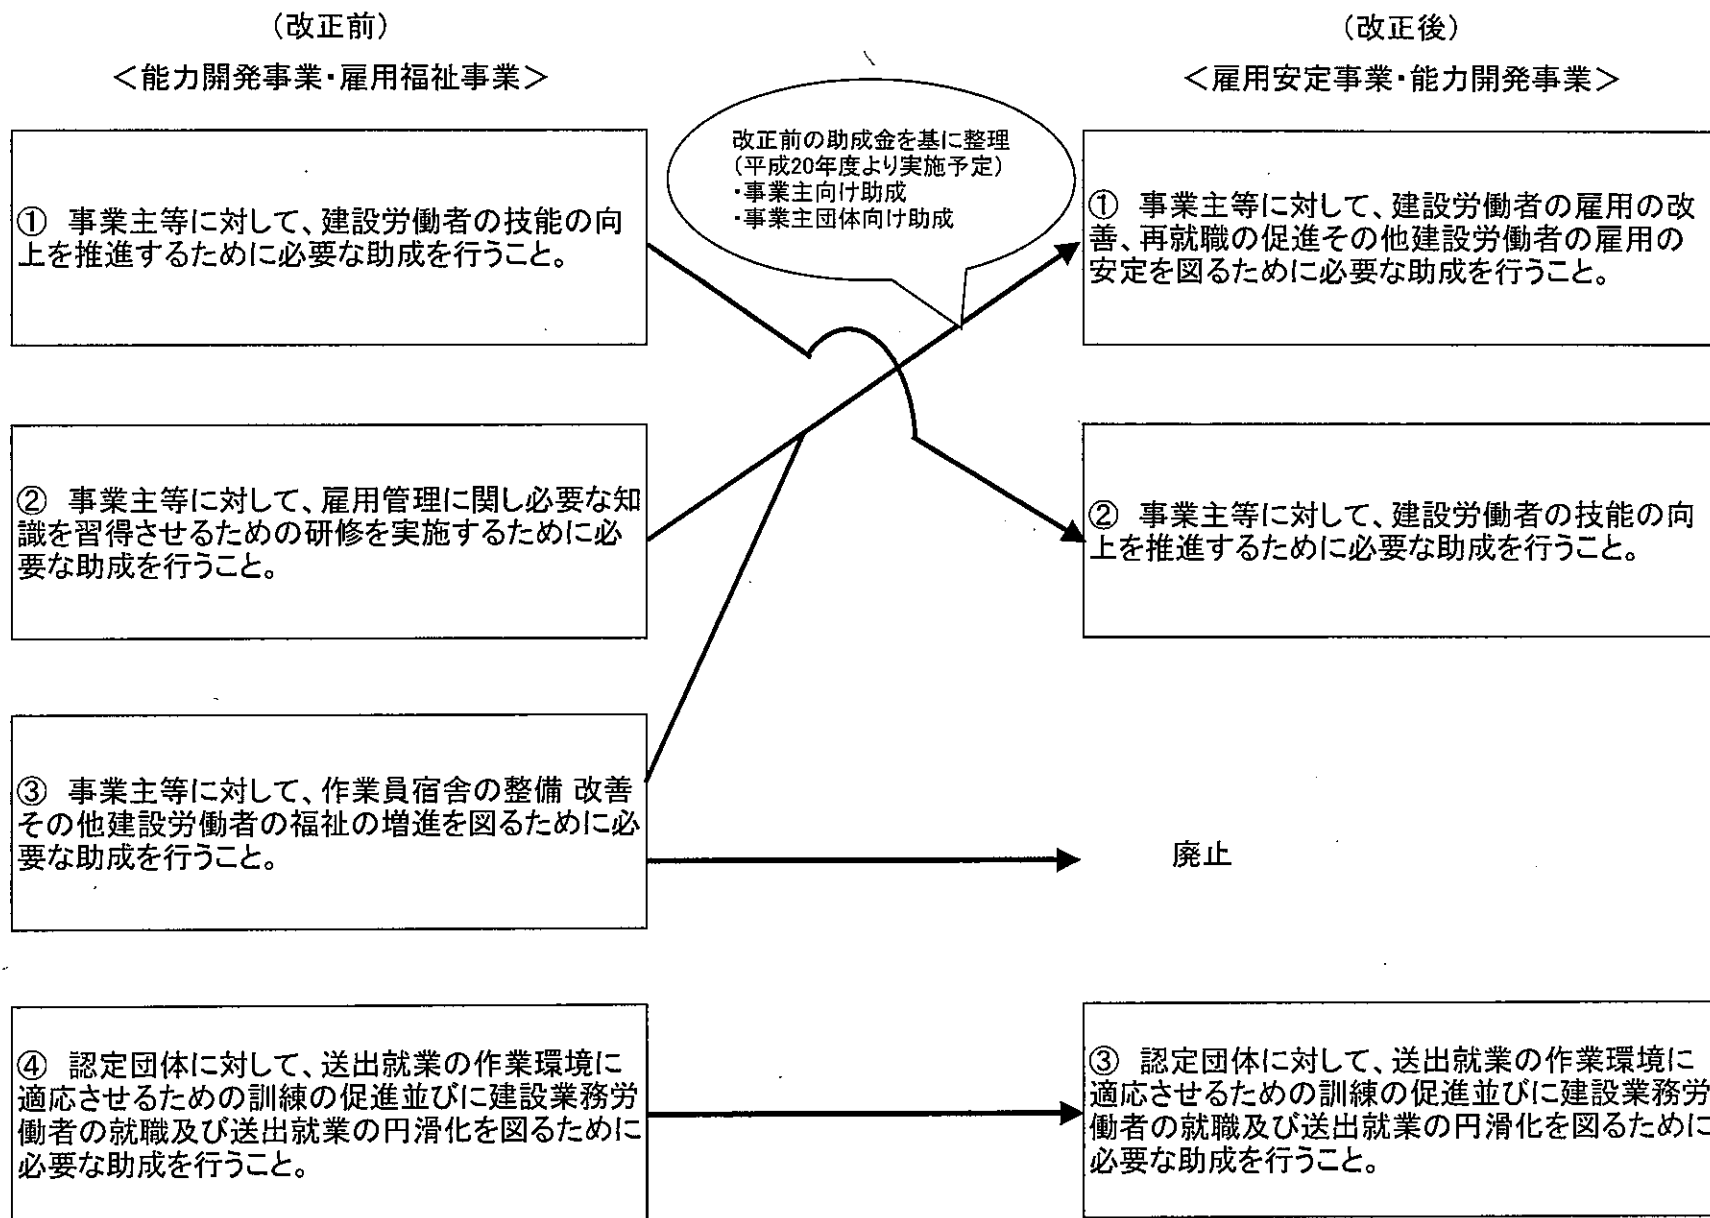 (改正前)
＜能力開発事業・雇用福祉事業＞
① 事業主等に対して、建設労働者の技能の向
上を推進するために必要な助成を行うこと。
② 事業主等に対して、雇用管理に関し必要な知
識を習得させるための研修を実施するために必
要な助成を行うこと。
③ 事業主等に対して、作業員宿舎の整備 改善
その他建設労働者の福祉の増進を図るために必
要な助成を行うこと。
④ 認定団体に対して、送出就業の作業環境に
適応させるための訓練の促進並びに建設業務労
働者の就職及び送出就業の円滑化を図るために
必要な助成を行うこと。
改正前の助成金を基に整理
(平成20年度より実施予定)
・事業主向け助成
・事業主団体向け助成
(改正後)
＜雇用安定事業・能力開発事業＞
① 事業主等に対して、建設労働者の雇用の改
善、再就職の促進その他建設労働者の雇用の
安定を図るために必要な助成を行うこと。
② 事業主等に対して、建設労働者の技能の向
上を推進するために必要な助成を行うこと。
廃止
③ 認定団体に対して、送出就業の作業環境に
適応させるための訓練の促進並びに建設業務労
働者の就職及び送出就業の円滑化を図るために
必要な助成を行うこと。